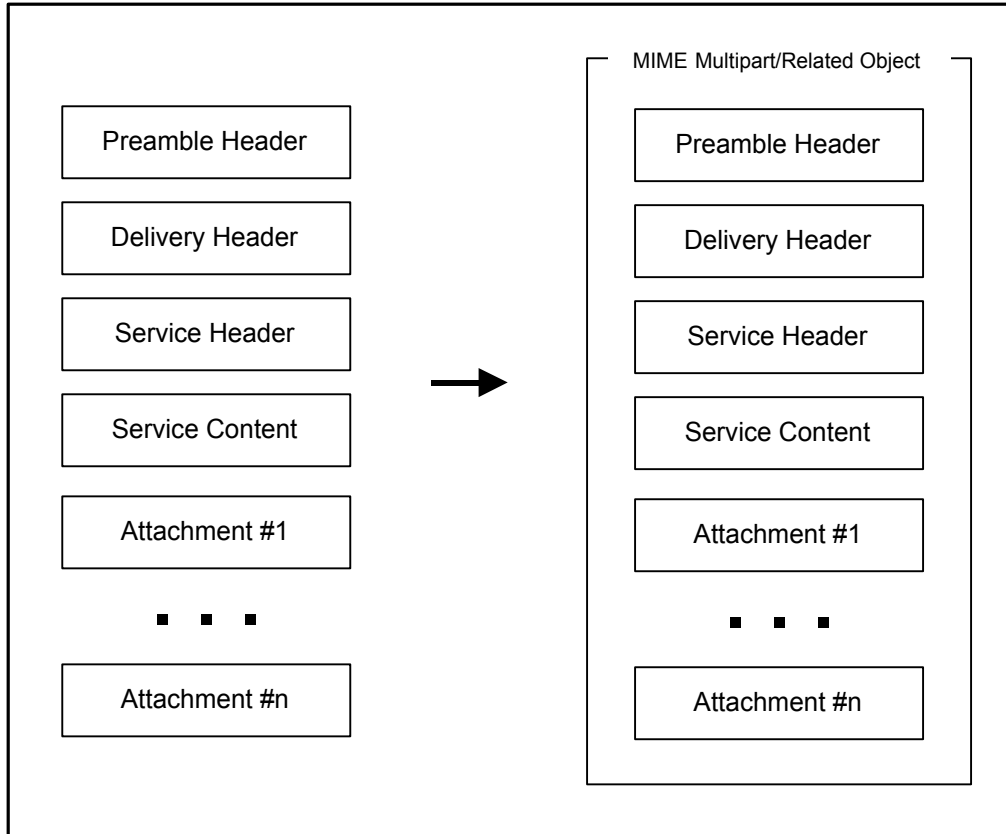 Preamble Header
Delivery Header
Service Header
Service Content
Attachment #1
Attachment #n
MIME Multipart/Related Object
Preamble Header
Delivery Header
Service Header
Service Content
Attachment #1
Attachment #n